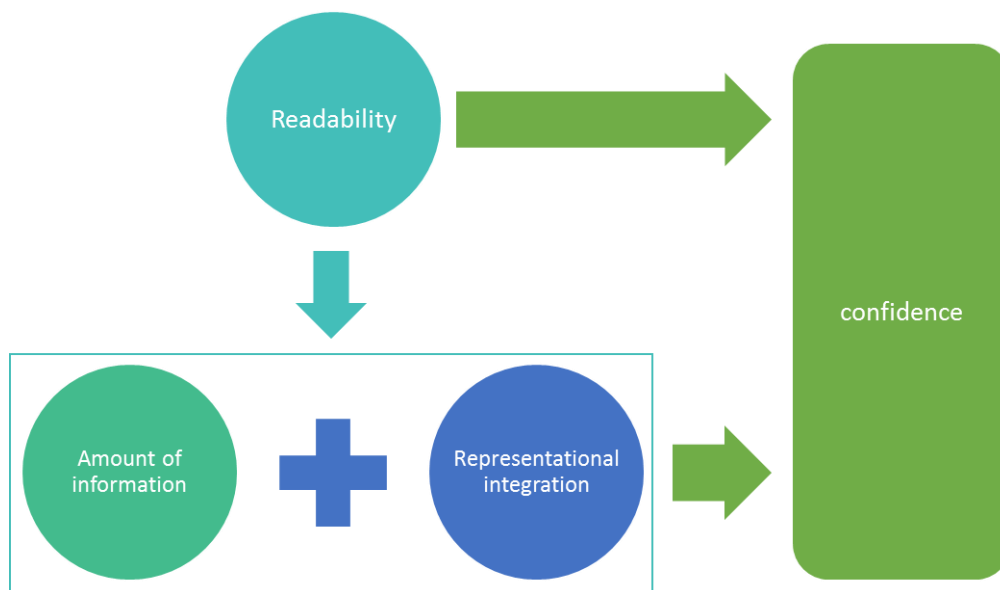 Readability
confidence
Amount of
information
Representational
integration